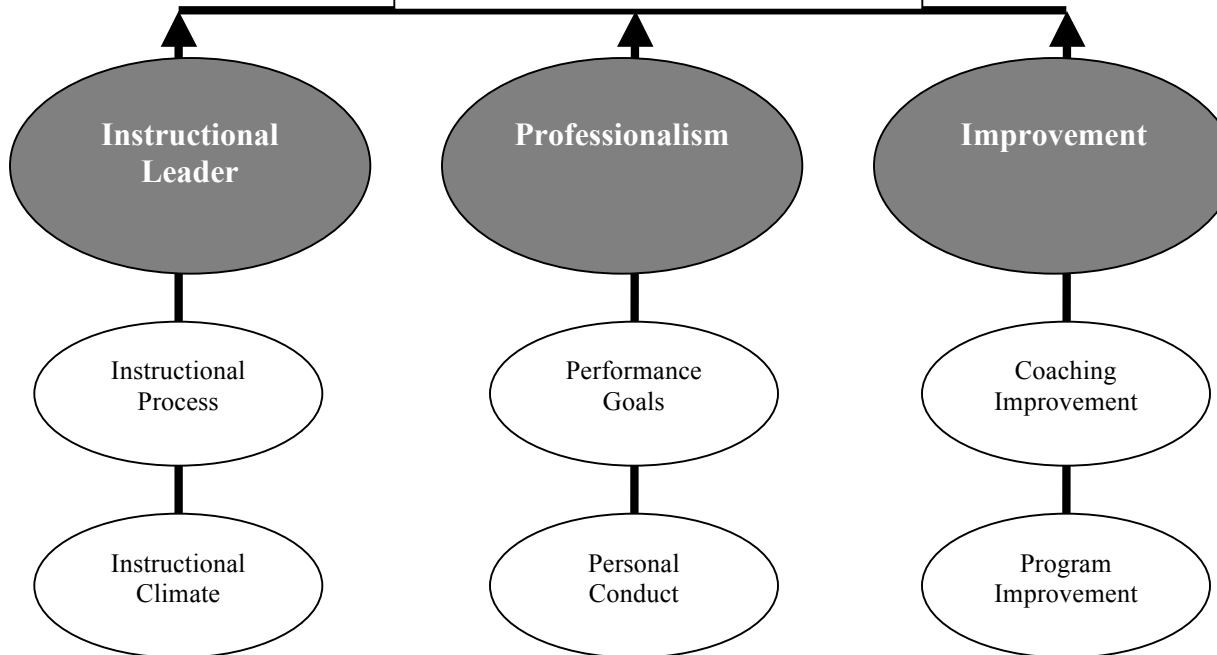 Instructional
Leader
Professionalism
Improvement
Instructional
Process
Performance
Goals
Coaching
Improvement
Instructional
Climate
Personal
Conduct
Program
Improvement